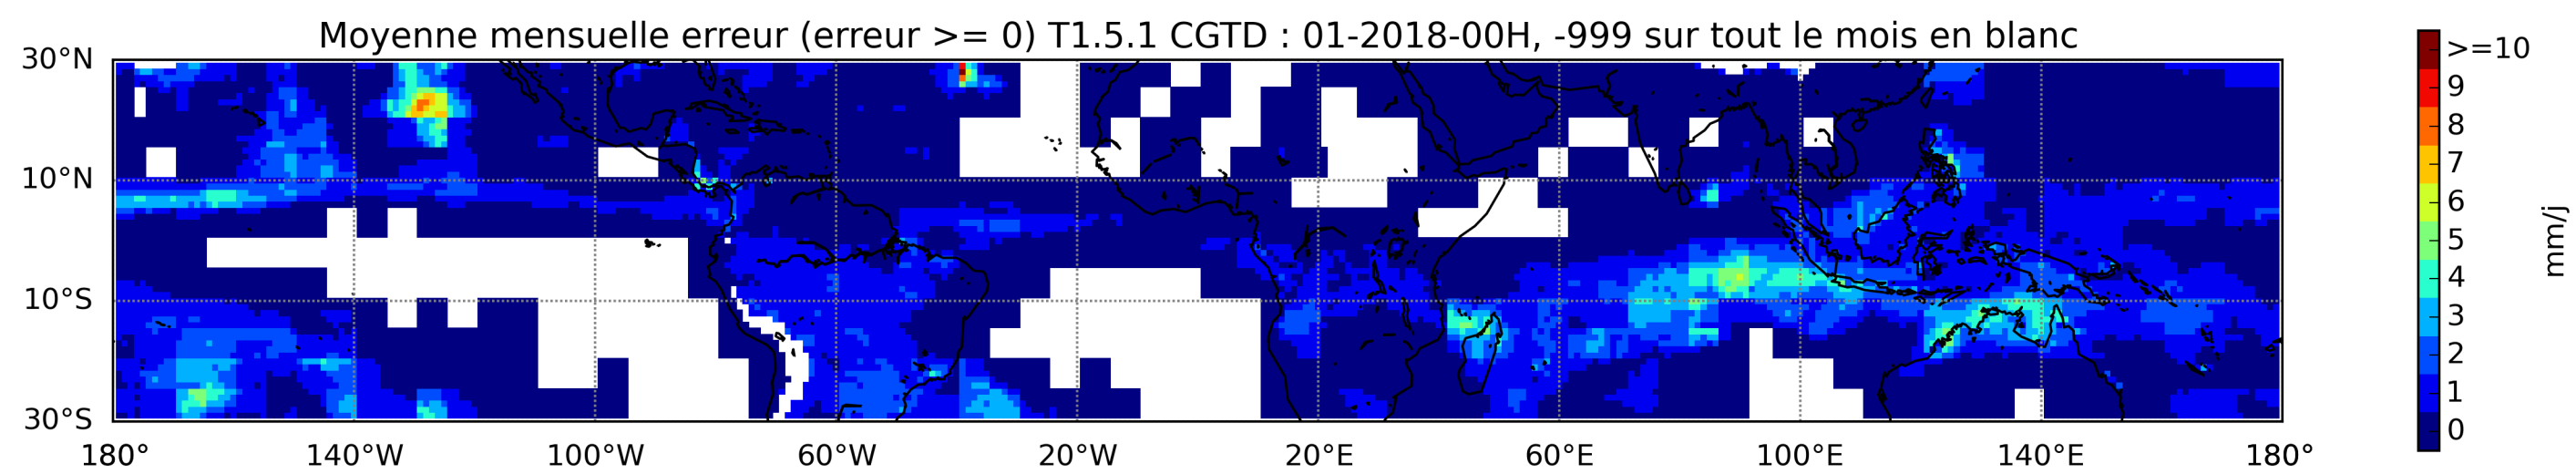 Moyenne mensuelle erreur (erreur >= 0) T1.5.1 CGTD : 01-2018-00H, -999 sur tout le mois en blanc
30°N
10°N
10°S
30°S
180° 140°W 100°W 60°W 20°W 20°E 60°E 100°E 140°E 180°
>=10
9
8
7
6
5
4
3
2
1
0
mm/j